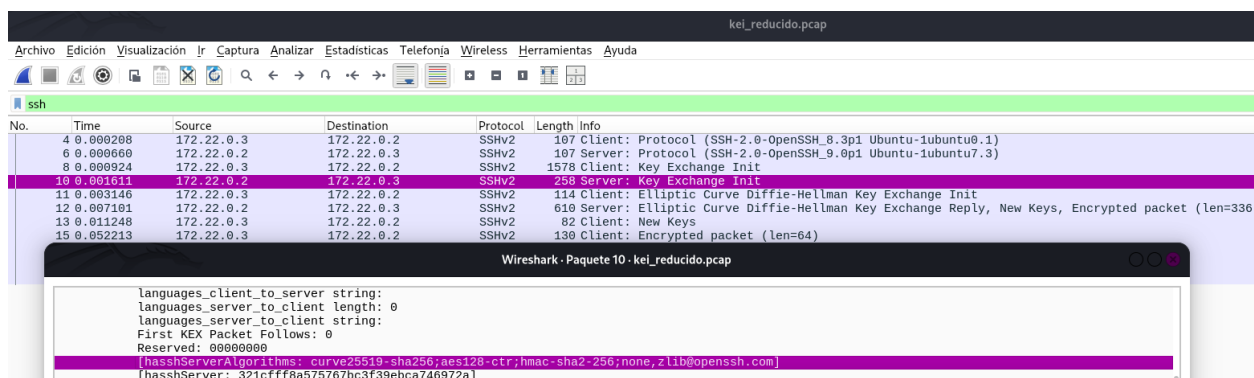 kei_reducido.pcap
Archivo Edición Visualización Ir Captura Analizar Estadísticas Telefonía Wireless Herramientas Ayuda
ssh
No. Time Source Destination Protocol Length Info
4 0.000208 172.22.0.3 172.22.0.2 SSHv2 107 Client: Protocol (SSH-2.0-OpenSSH_8.3p1 Ubuntu-1ubuntu0.1)
6 0.000660 172.22.0.2 172.22.0.3 SSHv2 107 Server: Protocol (SSH-2.0-OpenSSH_9.0p1 Ubuntu-1ubuntu7.3)
8 0.000924 172.22.0.3 172.22.0.2 SSHv2 1578 Client: Key Exchange Init
10 0.001611 172.22.0.2 172.22.0.3 SSHv2 258 Server: Key Exchange Init
11 0.003146 172.22.0.3 172.22.0.2 SSHv2 114 Client: Elliptic Curve Diffie-Hellman Key Exchange Init
12 0.007101 172.22.0.2 172.22.0.3 SSHv2 610 Server: Elliptic Curve Diffie-Hellman Key Exchange Reply, New Keys, Encrypted packet (len=336
13 0.011248 172.22.0.3 172.22.0.2 SSHv2 82 Client: New Keys
15 0.052213 172.22.0.3 172.22.0.2 SSHv2 130 Client: Encrypted packet (len=64)
Wireshark · Paquete 10 · kei_reducido.pcap
languages_client_to_server string:
languages_server_to_client length: 0
languages_server_to_client string:
First KEX Packet Follows: 0
Reserved: 00000000
[hasshServerAlgorithms: curve25519-sha256;aes128-ctr;hmac-sha2-256;none,zlib@openssh.com]
[hasshServer: 321cfff8a575767bc3f39ebca746972a]